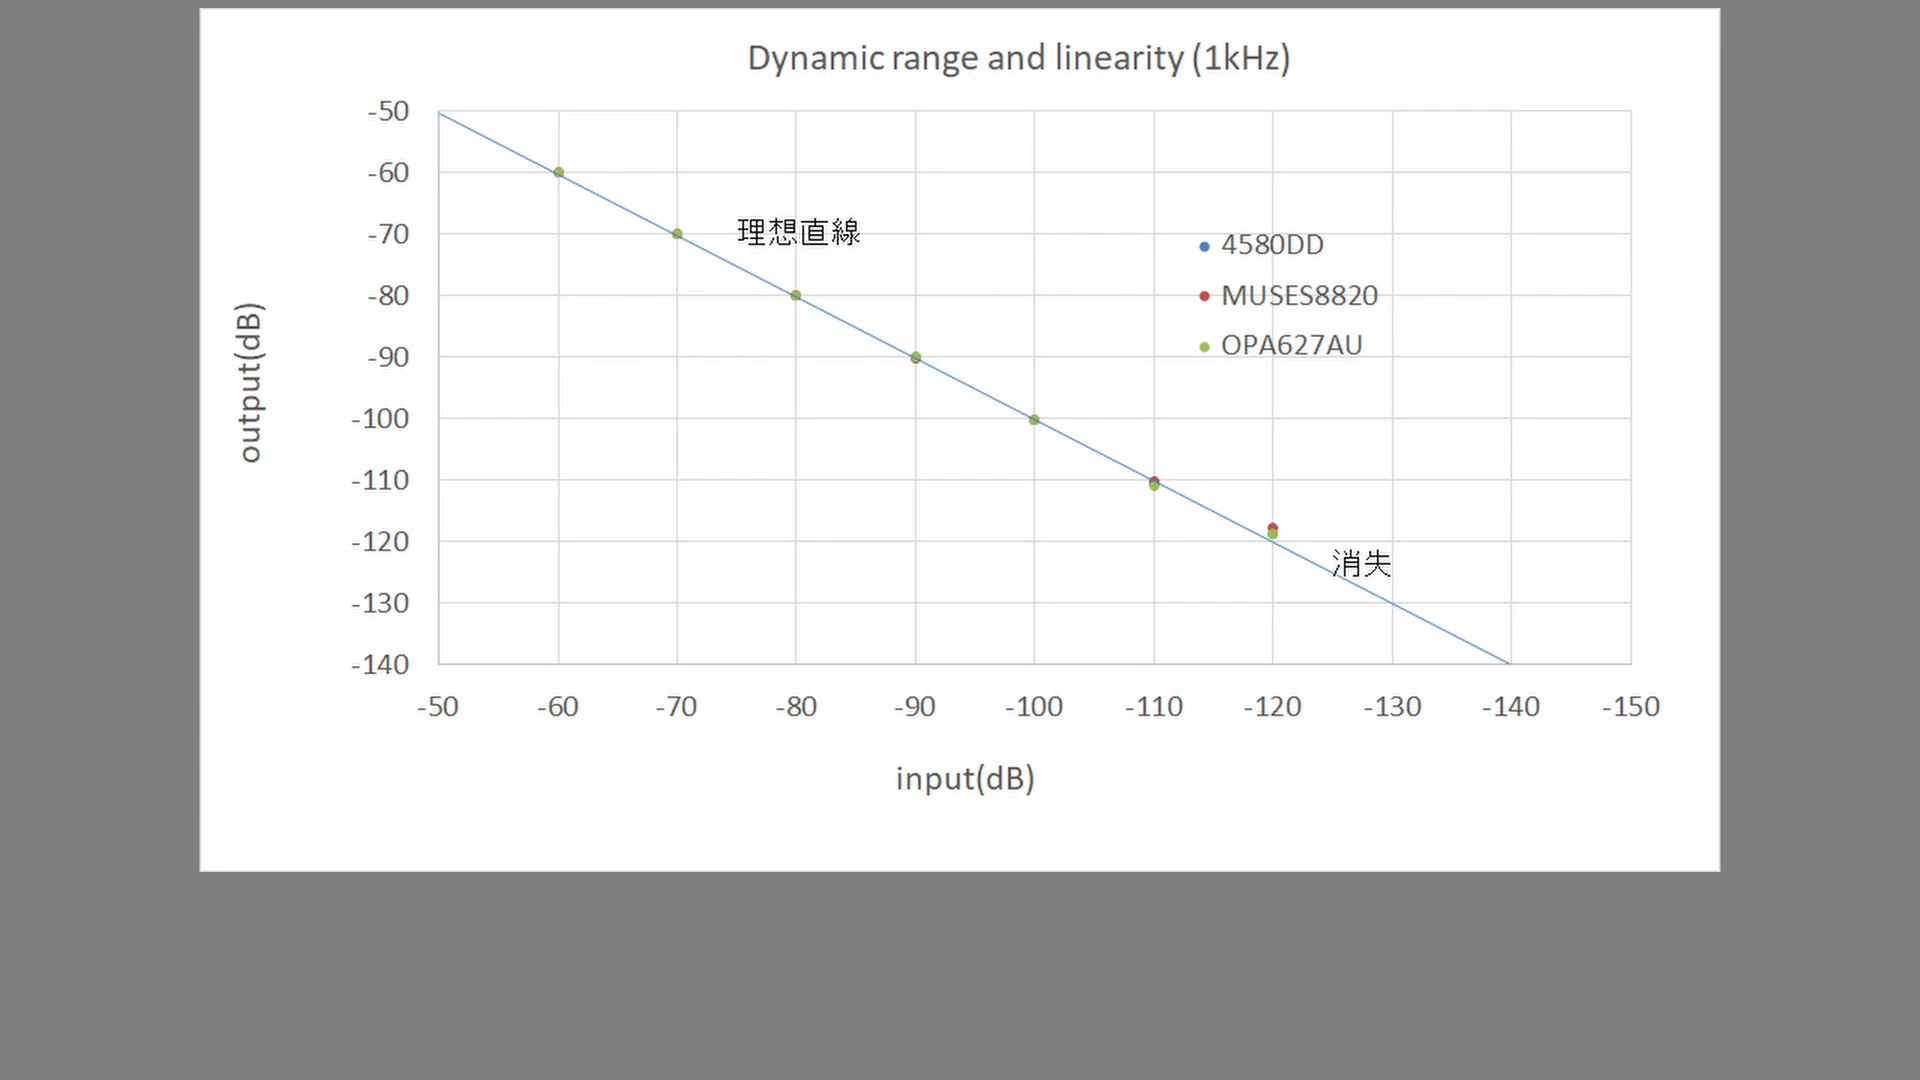 Dynamic range and linearity (1kHz)
-50
-60
-70
-80
-90
-100
-110
-120
-130
-140
output(dB)
理想直線
4580DD
MUSES8820
OPA627AU
消失
-50 -60 -70 -80 -90 -100 -110 -120 -130 -140 -150
input(dB)